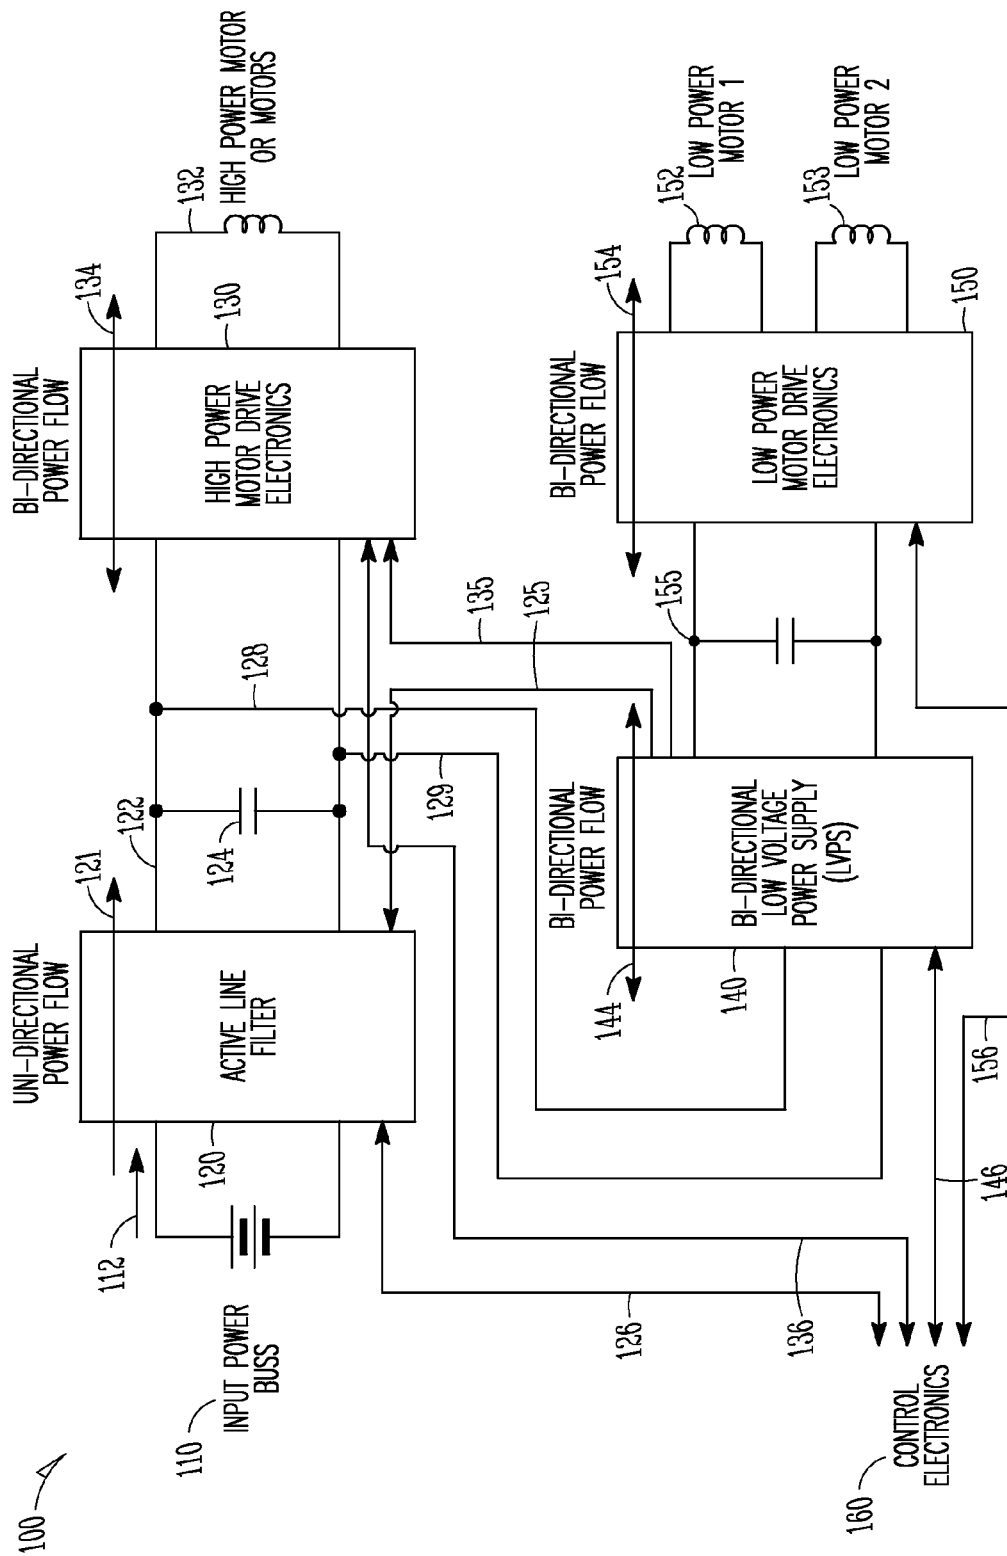 100
110
INPUT POWER
BUSS
112
UNI-DIRECTIONAL
POWER FLOW
121
ACTIVE LINE
FILTER
120
122
124
128
129
BI-DIRECTIONAL
POWER FLOW
134
HIGH POWER
MOTOR DRIVE
ELECTRONICS
130
132
HIGH POWER MOTOR
OR MOTORS
135
125
126
136
160
CONTROL
ELECTRONICS
146
156
BI-DIRECTIONAL
POWER FLOW
144
140
BI-DIRECTIONAL
LOW VOLTAGE
POWER SUPPLY
(LVPS)
155
BI-DIRECTIONAL
POWER FLOW
154
LOW POWER
MOTOR DRIVE
ELECTRONICS
150
152
LOW POWER
MOTOR 1
153
LOW POWER
MOTOR 2